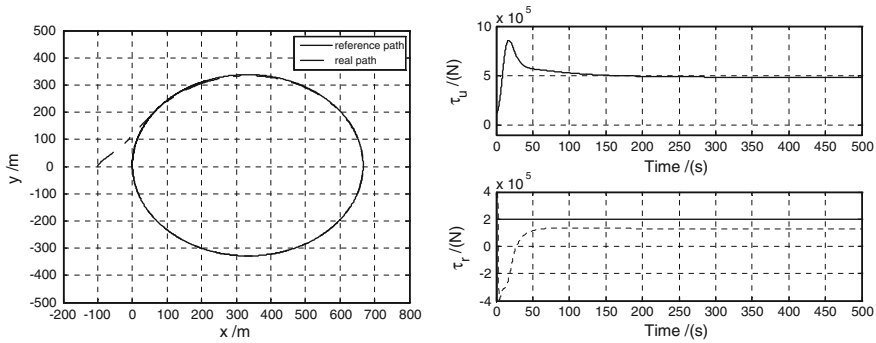 500
400
300
200
100
0
-100
-200
-300
-400
-500
y /m
reference path
real path
-200 -100 0 100 200 300 400 500 600 700 800
x /m
10 x 10 5
5
0
τu /(N)
0 50 100 150 200 250 300 350 400 450 500
Time /(s)
4 x 10 5
2
0
-2
-4
τr /(N)
0 50 100 150 200 250 300 350 400 450 500
Time /(s)